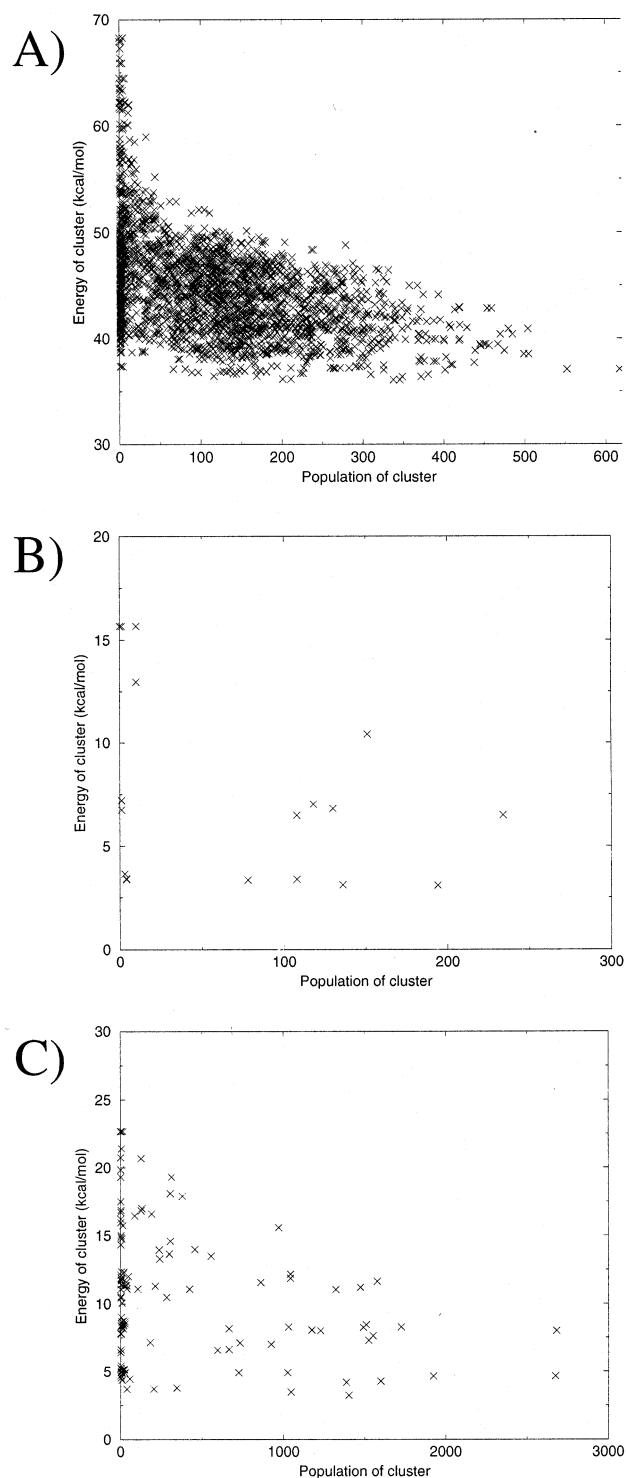 A)
70
60
50
40
30
Energy of cluster (kcal/mol)
0 100 200 300 400 500 600
Population of cluster
B)
20
15
10
5
0
Energy of cluster (kcal/mol)
0 100 200 300
Population of cluster
C)
30
25
20
15
10
5
0
Energy of cluster (kcal/mol)
0 1000 2000 3000
Population of cluster